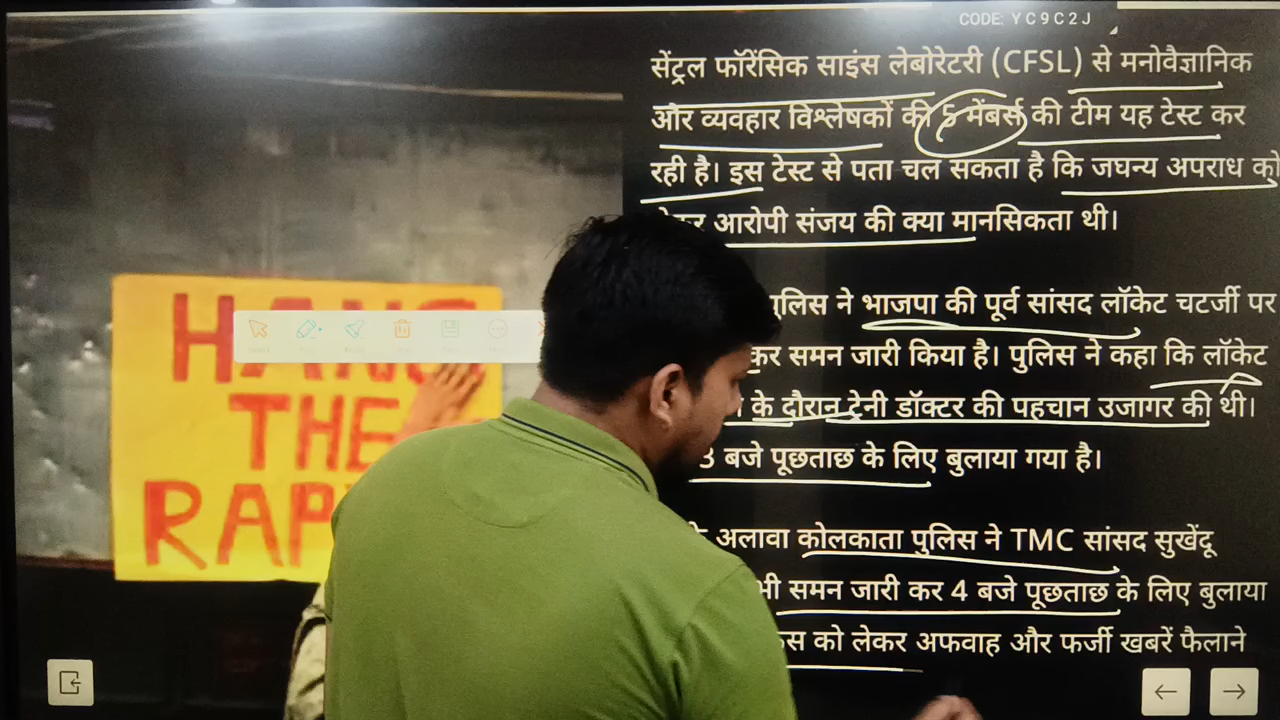 CODE: YC9C2J
सेंट्रल फॉरेंसिक साइंस लेबोरेटरी (CFSL) से मनोवैज्ञानिक
और व्यवहार विश्लेषकों की 5 मेंबर्स की टीम यह टेस्ट कर
रही है। इस टेस्ट से पता चल सकता है कि जघन्य अपराध को
आरोपी संजय की क्या मानसिकता थी।
पुलिस ने भाजपा की पूर्व सांसद लॉकेट चटर्जी पर
कर समन जारी किया है। पुलिस ने कहा कि लॉकेट
के दौरान ट्रेनी डॉक्टर की पहचान उजागर की थी।
3 बजे पूछताछ के लिए बुलाया गया है।
अलावा कोलकाता पुलिस ने TMC सांसद सुखेंदू
भी समन जारी कर 4 बजे पूछताछ के लिए बुलाया
को लेकर अफवाह और फर्जी खबरें फैलाने
HANG
THE
RAP